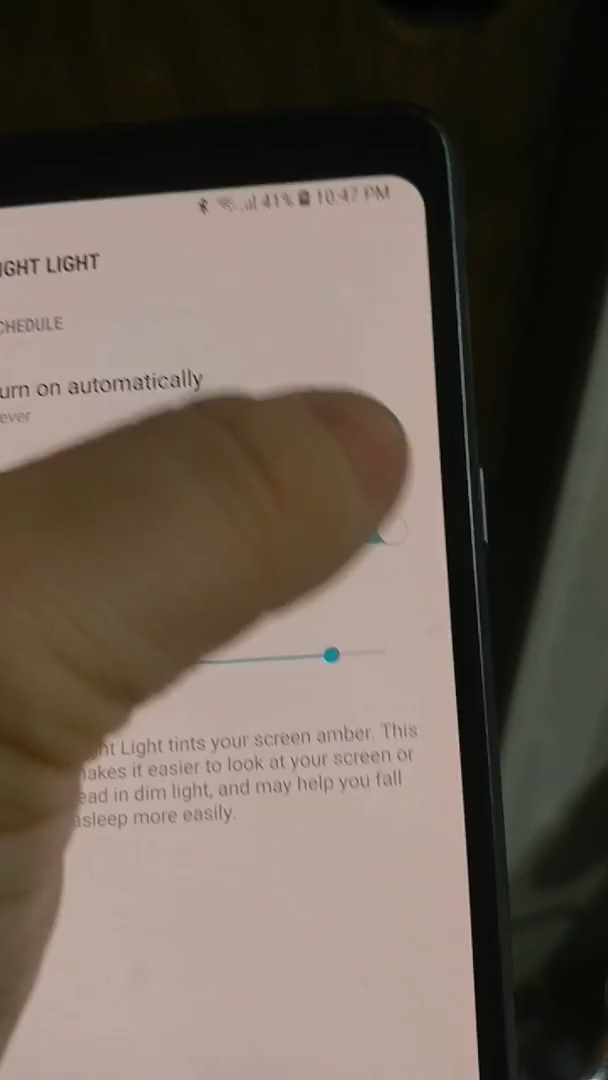 41% 10:47 PM
IGHT LIGHT
CHEDULE
urn on automatically
ever
ht Light tints your screen amber. This
akes it easier to look at your screen or
ead in dim light, and may help you fall
asleep more easily.